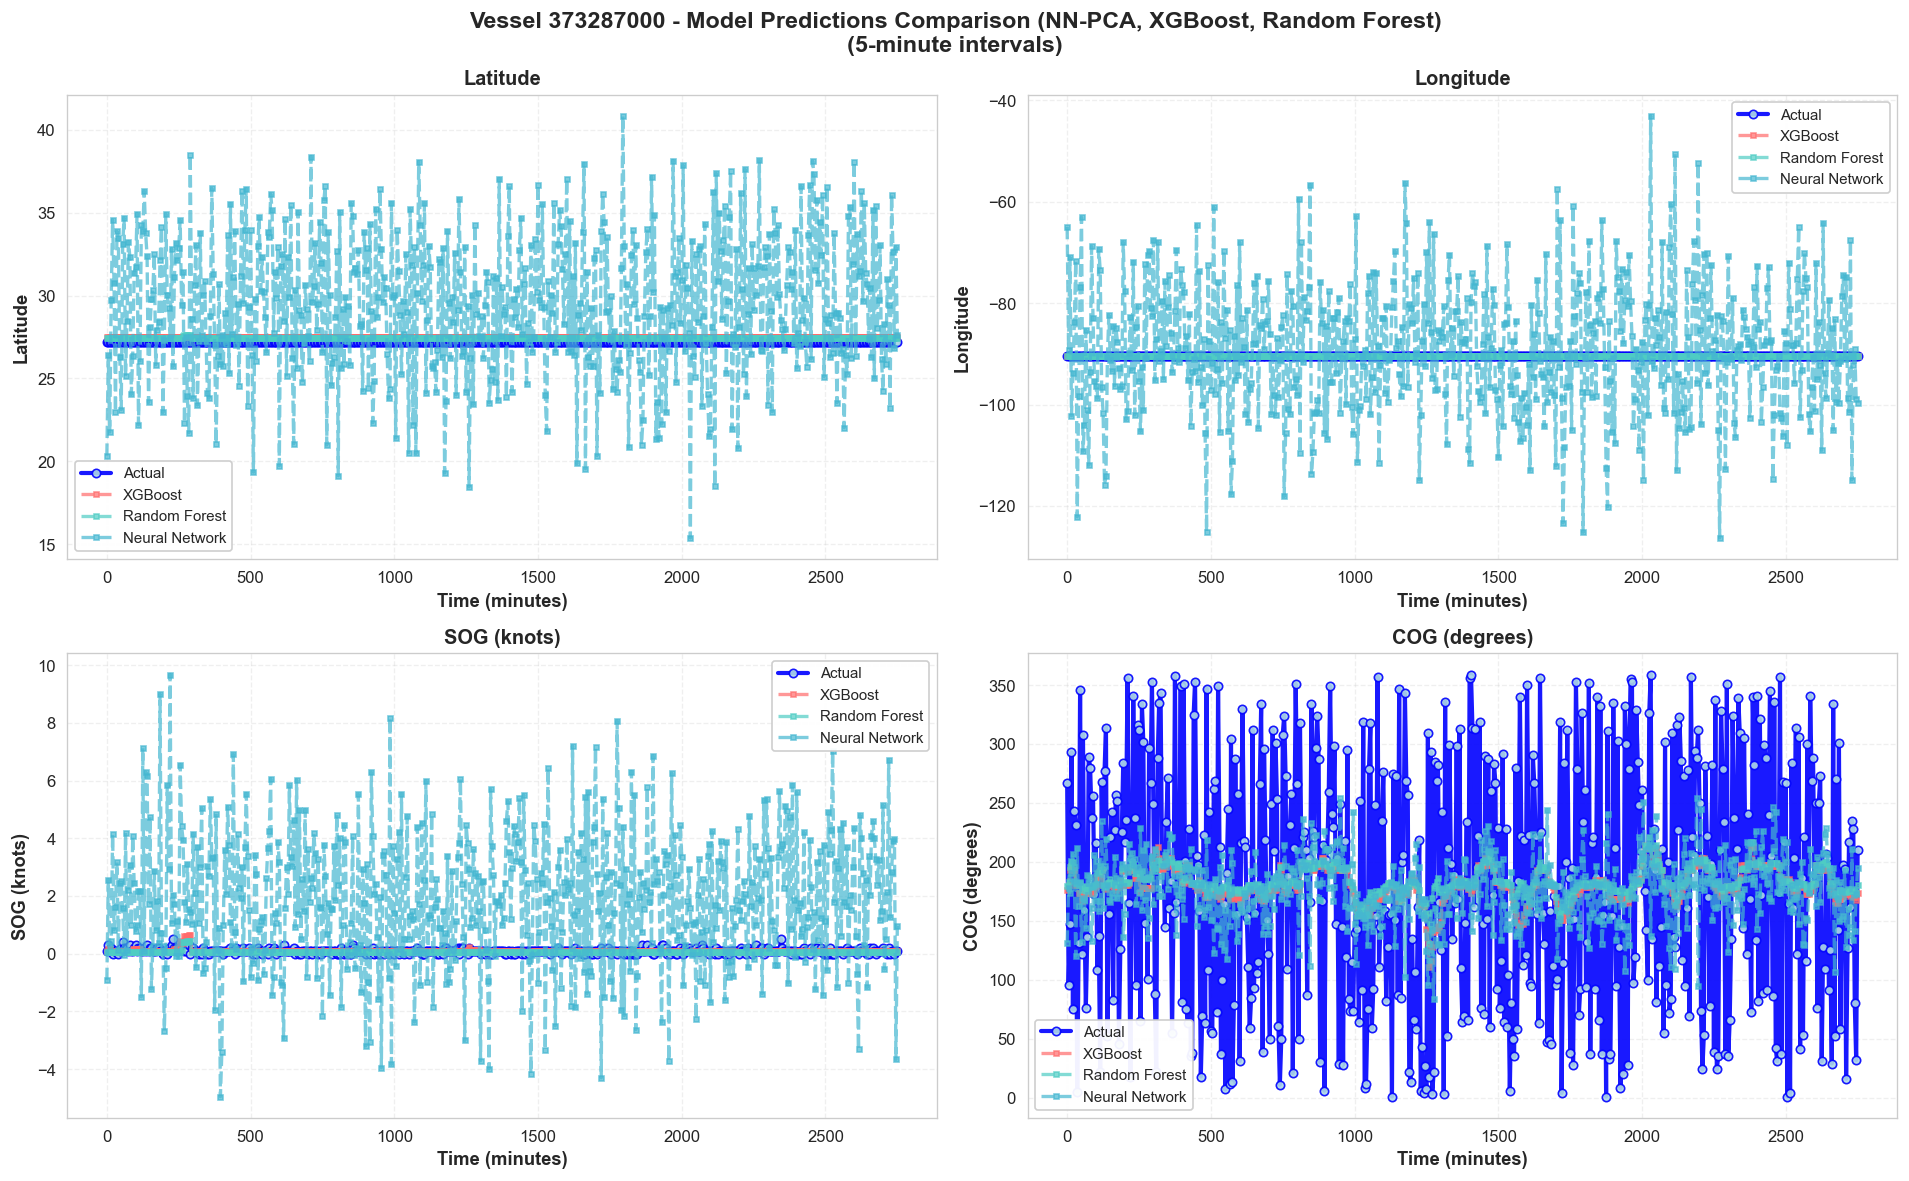 Vessel 373287000 - Model Predictions Comparison (NN-PCA, XGBoost, Random Forest)
(5-minute intervals)
Latitude
Latitude
40
35
30
25
20
15
Actual
XGBoost
Random Forest
Neural Network
0
500
1000
1500
2000
2500
Time (minutes)
Longitude
Longitude
−40
−60
−80
−100
−120
Actual
XGBoost
Random Forest
Neural Network
0
500
1000
1500
2000
2500
Time (minutes)
SOG (knots)
SOG (knots)
10
8
6
4
2
0
−2
−4
Actual
XGBoost
Random Forest
Neural Network
0
500
1000
1500
2000
2500
Time (minutes)
COG (degrees)
COG (degrees)
350
300
250
200
150
100
50
0
Actual
XGBoost
Random Forest
Neural Network
0
500
1000
1500
2000
2500
Time (minutes)